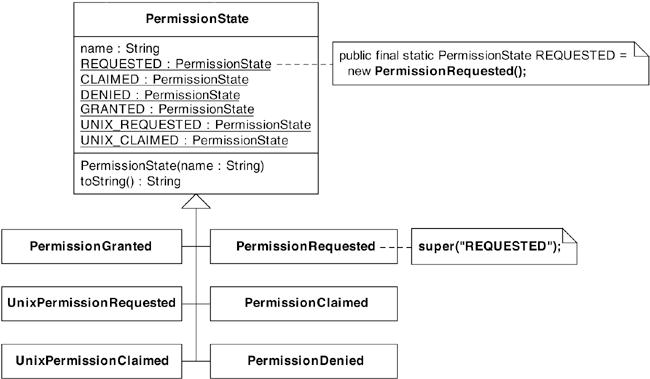 PermissionState
name : String
REQUESTED : PermissionState
CLAIMED : PermissionState
DENIED : PermissionState
GRANTED : PermissionState
UNIX_REQUESTED : PermissionState
UNIX_CLAIMED : PermissionState
PermissionState(name : String)
toString() : String
public final static PermissionState REQUESTED =
new PermissionRequested();
PermissionGranted
PermissionRequested
super("REQUESTED");
UnixPermissionRequested
PermissionClaimed
UnixPermissionClaimed
PermissionDenied